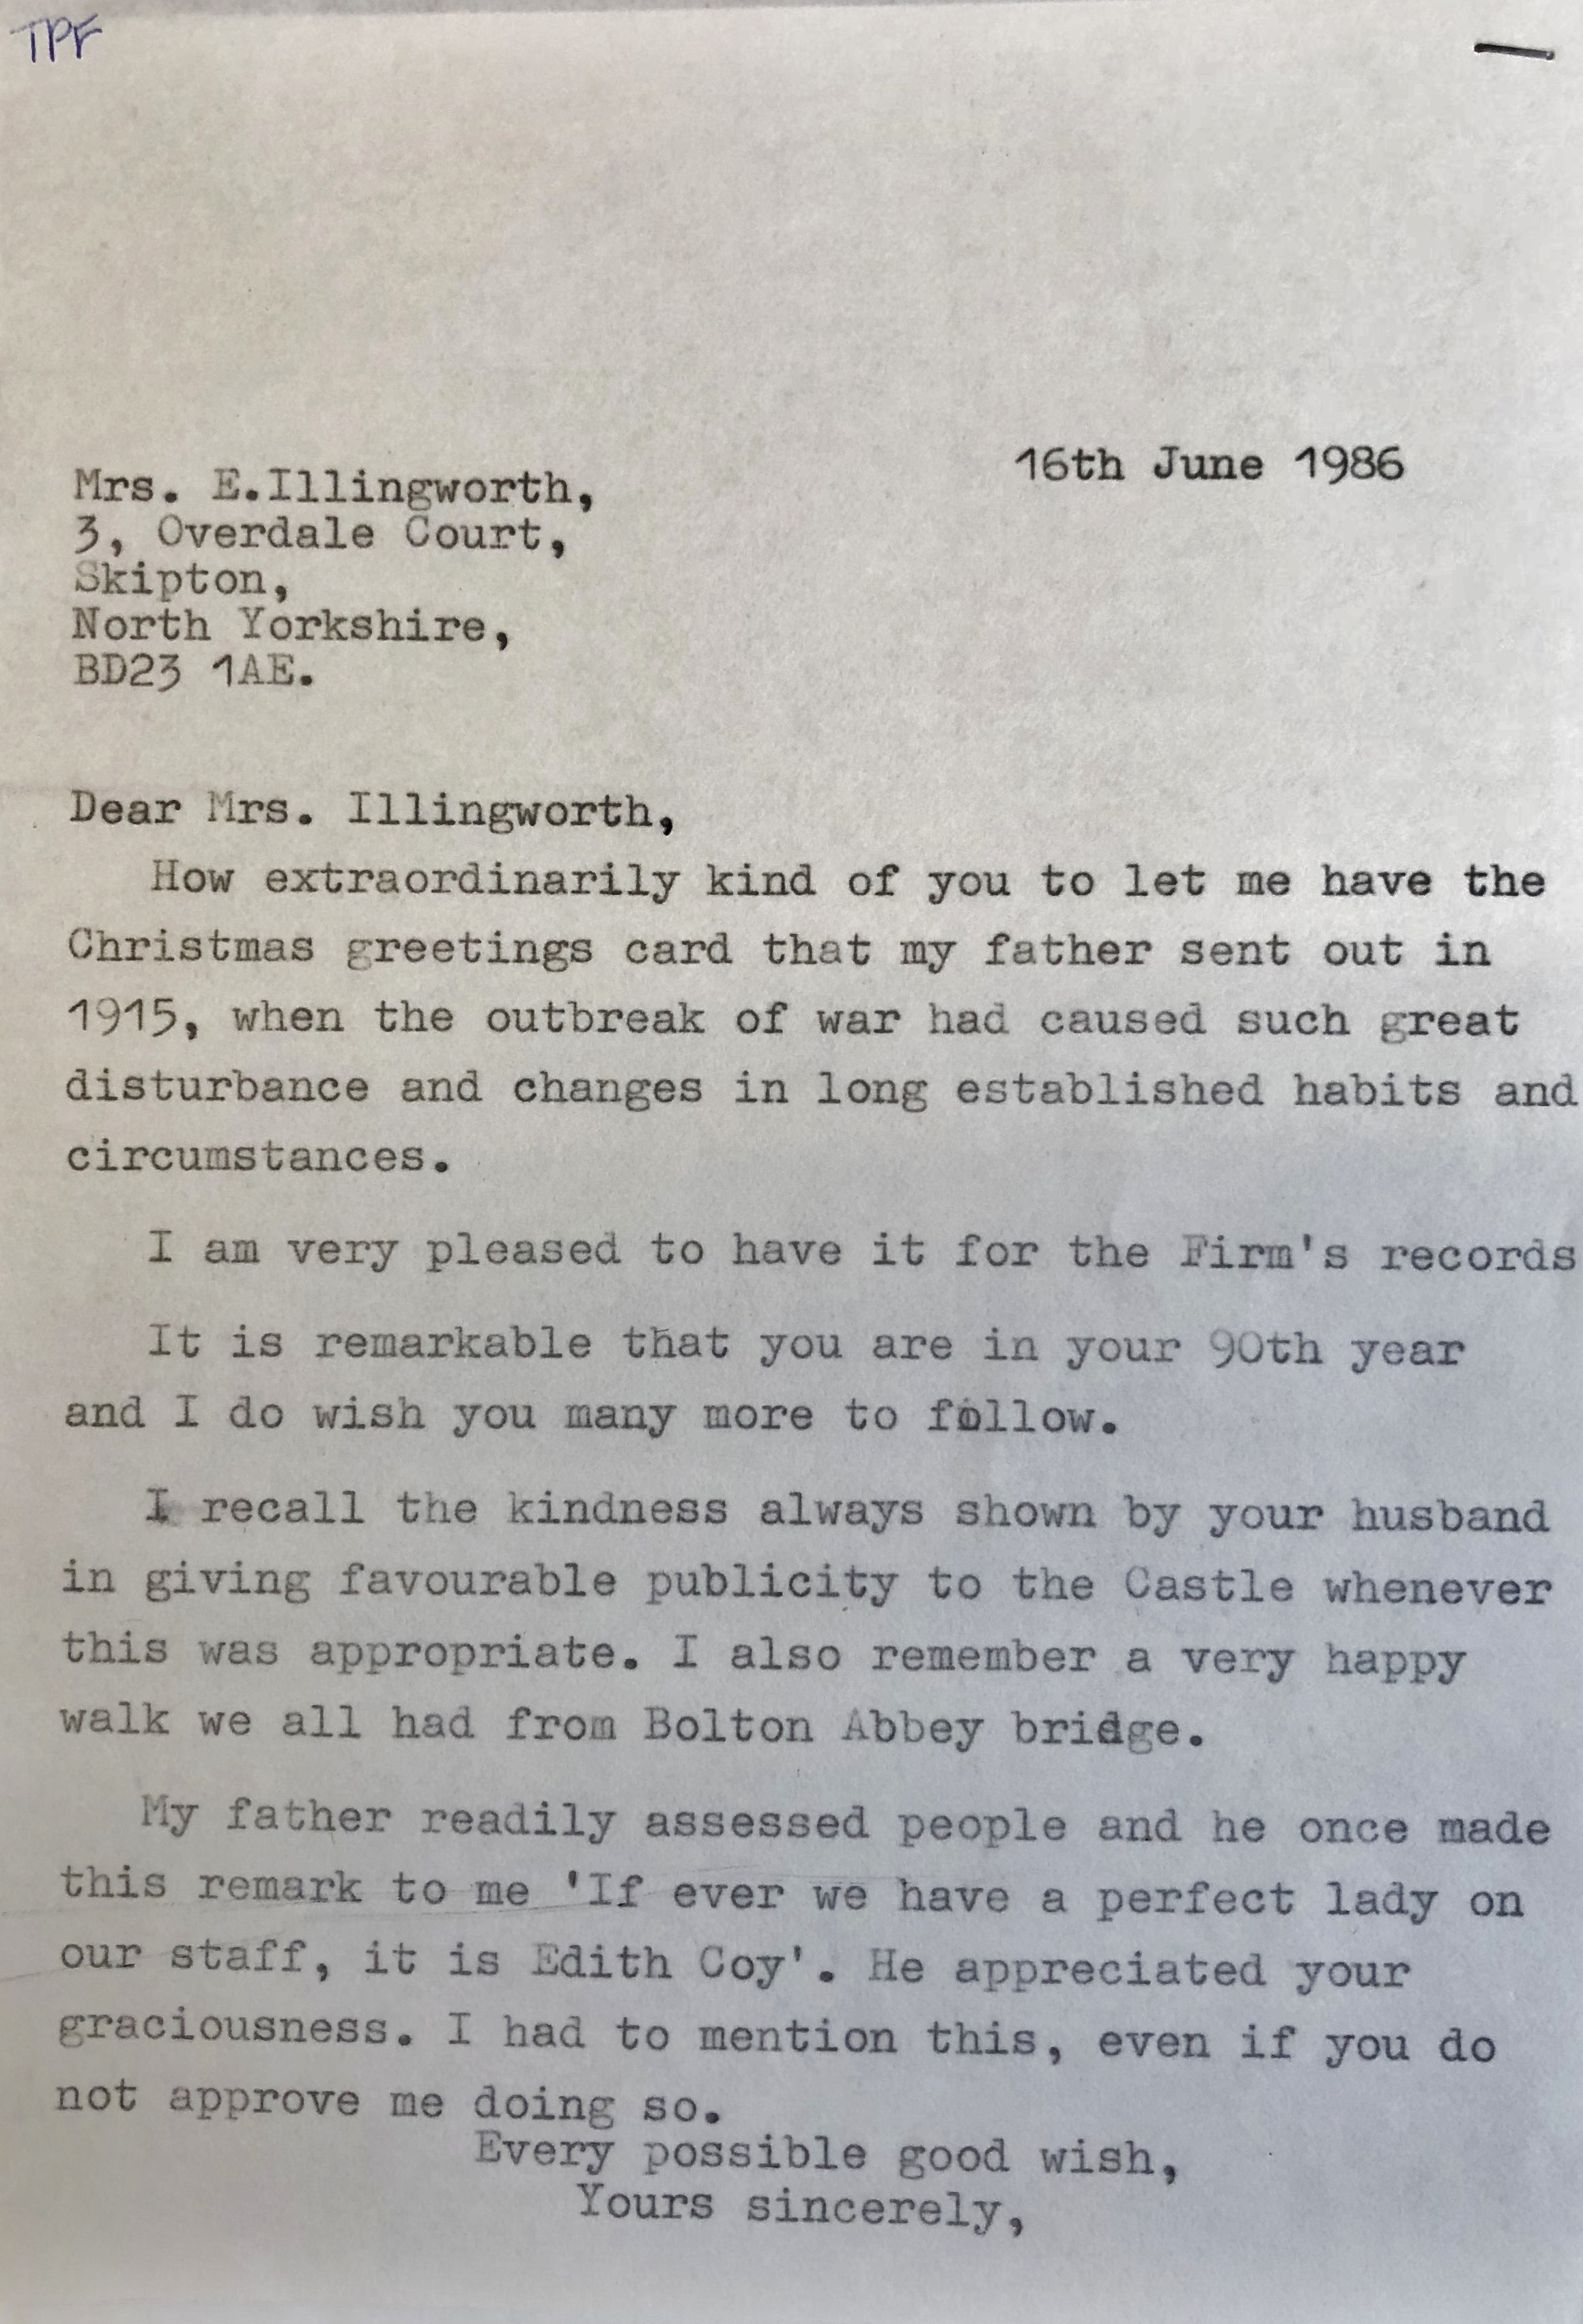 TPF
16th June 1986
Mrs. E.Illingworth,
3, Overdale Court,
Skipton,
North Yorkshire,
BD23 1AE.
Dear Mrs. Illingworth,
How extraordinarily kind of you to let me have the
Christmas greetings card that my father sent out in
1915, when the outbreak of war had caused such great
disturbance and changes in long established habits and
circumstances.
I am very pleased to have it for the Firm's records
It is remarkable that you are in your 90th year
and I do wish you many more to follow.
I recall the kindness always shown by your husband
in giving favourable publicity to the Castle whenever
this was appropriate. I also remember a very happy
walk we all had from Bolton Abbey bridge.
My father readily assessed people and he once made
this remark to me 'If ever we have a perfect lady on
our staff, it is Edith Coy'. He appreciated your
graciousness. I had to mention this, even if you do
not approve me doing so.
Every possible good wish,
Yours sincerely,